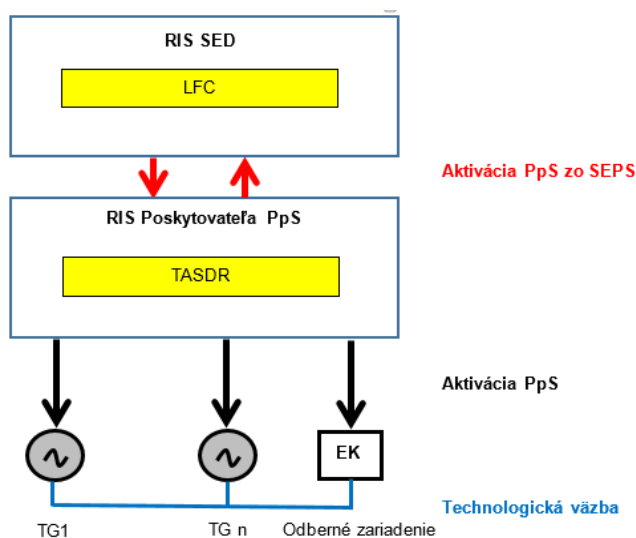 RIS SED
LFC
Aktivácia PpS zo SEPS
RIS Poskytovateľa PpS
TASDR
Aktivácia PpS
EK
Technologická väzba
TG1
TG n
Odberné zariadenie